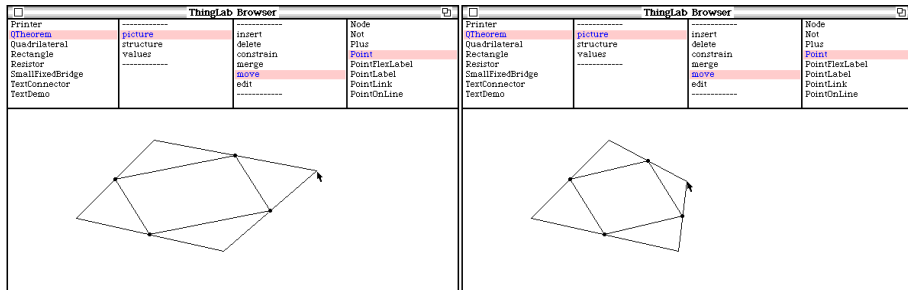 ThingLab Browser
Printer
QTheorem
Quadrilateral
Rectangle
Resistor
SmallFixedBridge
TextConnector
TextDemo
------------
picture
structure
values
------------
------------
insert
delete
constrain
merge
move
edit
------------
Node
Not
Plus
Point
PointFlexLabel
PointLabel
PointLink
PointOnLine
ThingLab Browser
Printer
QTheorem
Quadrilateral
Rectangle
Resistor
SmallFixedBridge
TextConnector
TextDemo
------------
picture
structure
values
------------
------------
insert
delete
constrain
merge
move
edit
------------
Node
Not
Plus
Point
PointFlexLabel
PointLabel
PointLink
PointOnLine